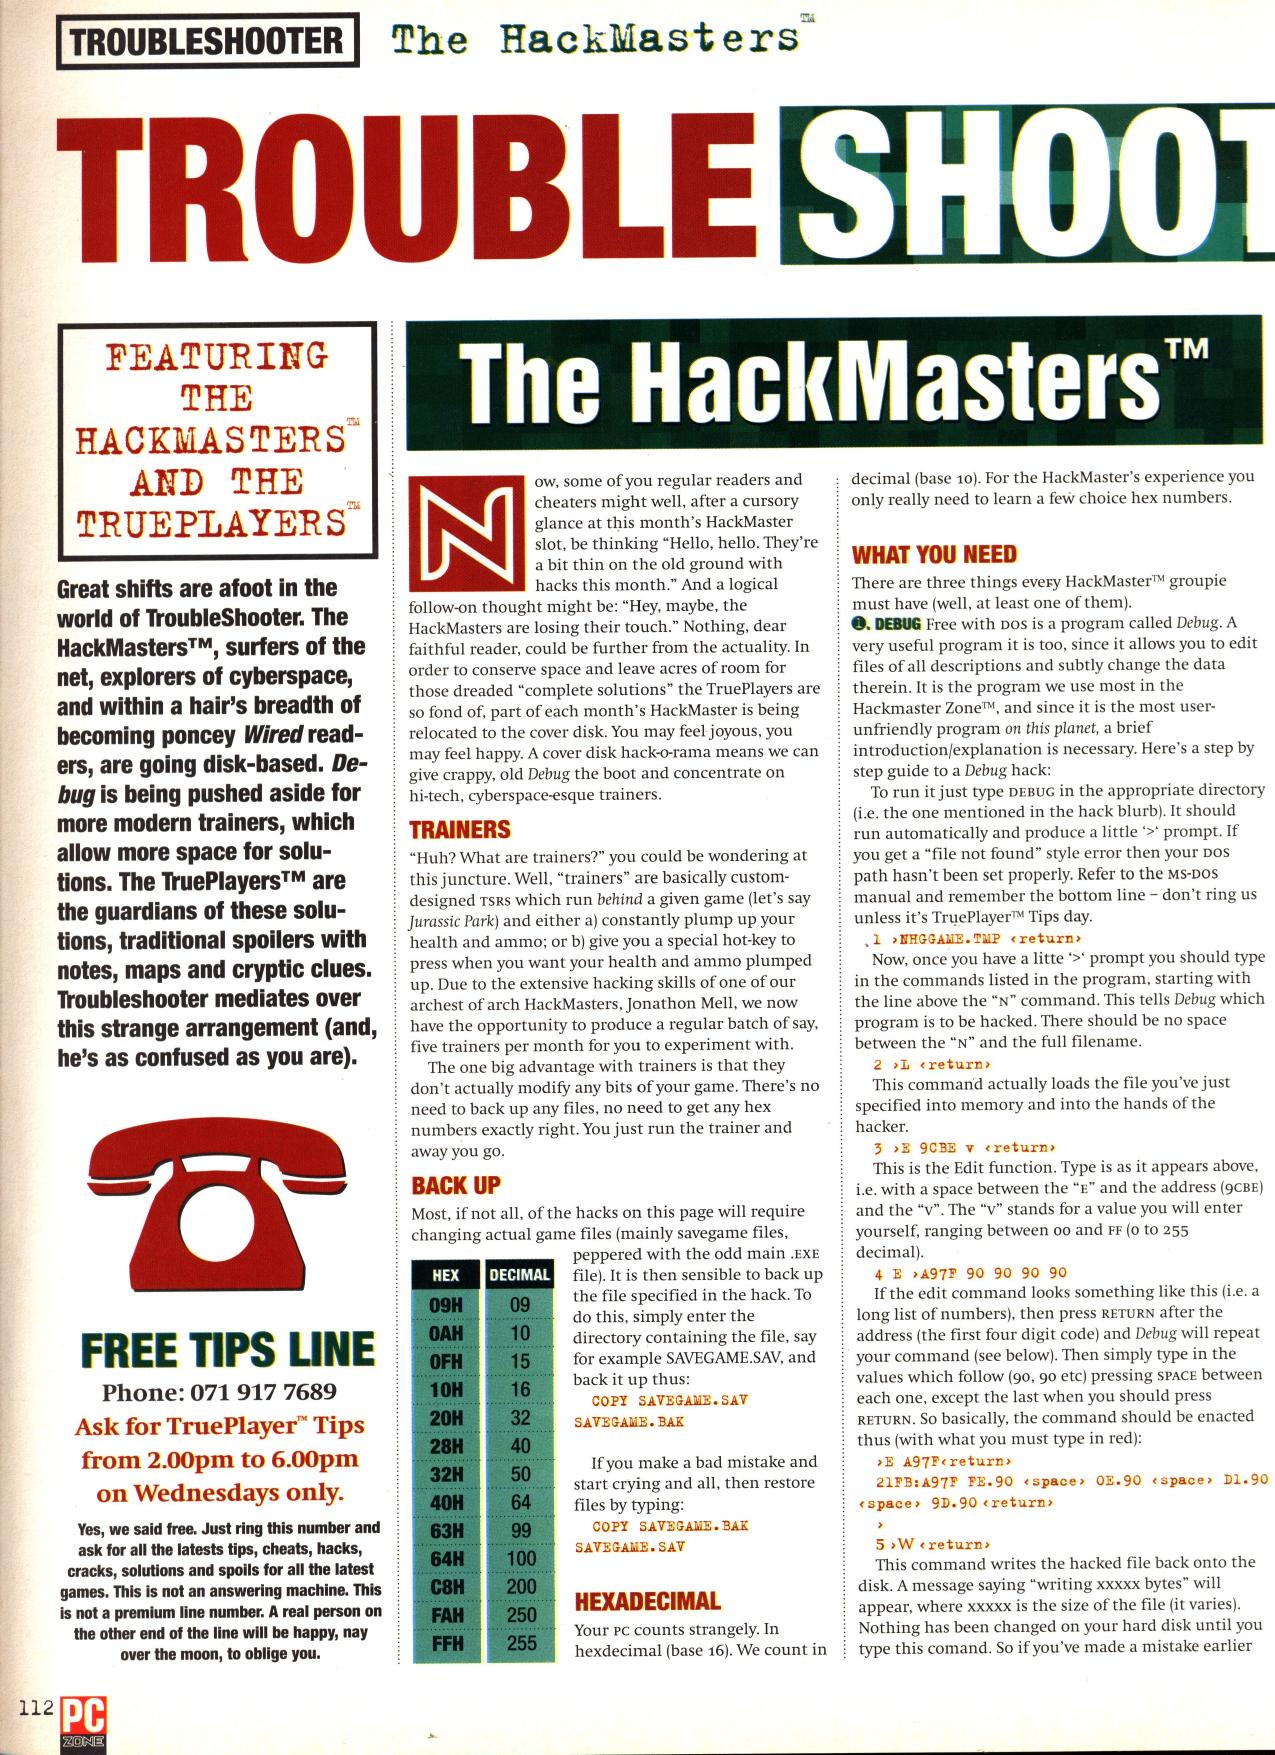 TROUBLESHOOTER
The HackMasters™
TROUBLESHOOT
FEATURING
THE
HACKMASTERS™
AND THE
TRUEPLAYERS™
Great shifts are afoot in the
world of TroubleShooter. The
HackMasters™, surfers of the
net, explorers of cyberspace,
and within a hair's breadth of
becoming poncey Wired read-
ers, are going disk-based. De-
bug is being pushed aside for
more modern trainers, which
allow more space for solu-
tions. The TruePlayers™ are
the guardians of these solu-
tions, traditional spoilers with
notes, maps and cryptic clues.
Troubleshooter mediates over
this strange arrangement (and,
he's as confused as you are).
FREE TIPS LINE
Phone: 071 917 7689
Ask for TruePlayer™ Tips
from 2.00pm to 6.00pm
on Wednesdays only.
Yes, we said free. Just ring this number and
ask for all the latests tips, cheats, hacks,
cracks, solutions and spoils for all the latest
games. This is not an answering machine. This
is not a premium line number. A real person on
the other end of the line will be happy, nay
over the moon, to oblige you.
The HackMasters™
Now, some of you regular readers and
cheaters might well, after a cursory
glance at this month's HackMaster
slot, be thinking "Hello, hello. They're
a bit thin on the old ground with
hacks this month." And a logical
follow-on thought might be: "Hey, maybe, the
HackMasters are losing their touch." Nothing, dear
faithful reader, could be further from the actuality. In
order to conserve space and leave acres of room for
those dreaded "complete solutions" the TruePlayers are
so fond of, part of each month's HackMaster is being
relocated to the cover disk. You may feel joyous, you
may feel happy. A cover disk hack-o-rama means we can
give crappy, old Debug the boot and concentrate on
hi-tech, cyberspace-esque trainers.
TRAINERS
"Huh? What are trainers?" you could be wondering at
this juncture. Well, "trainers" are basically custom-
designed TSRs which run behind a given game (let's say
Jurassic Park) and either a) constantly plump up your
health and ammo; or b) give you a special hot-key to
press when you want your health and ammo plumped
up. Due to the extensive hacking skills of one of our
archest of arch HackMasters, Jonathon Mell, we now
have the opportunity to produce a regular batch of say,
five trainers per month for you to experiment with.
The one big advantage with trainers is that they
don't actually modify any bits of your game. There's no
need to back up any files, no need to get any hex
numbers exactly right. You just run the trainer and
away you go.
BACK UP
Most, if not all, of the hacks on this page will require
changing actual game files (mainly savegame files,
peppered with the odd main .EXE
file). It is then sensible to back up
the file specified in the hack. To
do this, simply enter the
directory containing the file, say
for example SAVEGAME.SAV, and
back it up thus:
COPY SAVEGAME.SAV
SAVEGAME.BAK
If you make a bad mistake and
start crying and all, then restore
files by typing:
COPY SAVEGAME.BAK
SAVEGAME.SAV
HEX DECIMAL
09H 09
0AH 10
0FH 15
10H 16
20H 32
28H 40
32H 50
40H 64
63H 99
64H 100
C8H 200
FAH 250
FFH 255
HEXADECIMAL
Your PC counts strangely. In
hexdecimal (base 16). We count in
decimal (base 10). For the HackMaster's experience you
only really need to learn a few choice hex numbers.
WHAT YOU NEED
There are three things every HackMaster™ groupie
must have (well, at least one of them).
❶. DEBUG Free with DOS is a program called Debug. A
very useful program it is too, since it allows you to edit
files of all descriptions and subtly change the data
therein. It is the program we use most in the
Hackmaster Zone™, and since it is the most user-
unfriendly program on this planet, a brief
introduction/explanation is necessary. Here's a step by
step guide to a Debug hack:
To run it just type DEBUG in the appropriate directory
(i.e. the one mentioned in the hack blurb). It should
run automatically and produce a little '>' prompt. If
you get a "file not found" style error then your DOS
path hasn't been set properly. Refer to the MS-DOS
manual and remember the bottom line – don't ring us
unless it's TruePlayer™ Tips day.
1 >NHGGAME.TMP <return>
Now, once you have a litte '>' prompt you should type
in the commands listed in the program, starting with
the line above the "N" command. This tells Debug which
program is to be hacked. There should be no space
between the "N" and the full filename.
2 >L <return>
This command actually loads the file you've just
specified into memory and into the hands of the
hacker.
3 >E 9CBE v <return>
This is the Edit function. Type is as it appears above,
i.e. with a space between the "E" and the address (9CBE)
and the "V". The "V" stands for a value you will enter
yourself, ranging between 00 and FF (0 to 255
decimal).
4 E >A97F 90 90 90 90
If the edit command looks something like this (i.e. a
long list of numbers), then press RETURN after the
address (the first four digit code) and Debug will repeat
your command (see below). Then simply type in the
values which follow (90, 90 etc) pressing SPACE between
each one, except the last when you should press
RETURN. So basically, the command should be enacted
thus (with what you must type in red):
>E A97F<return>
21FB:A97F FE.90 <space> 0E.90 <space> D1.90
<space> 9D.90 <return>
>
5 >W <return>
This command writes the hacked file back onto the
disk. A message saying "writing xxxxx bytes" will
appear, where xxxxx is the size of the file (it varies).
Nothing has been changed on your hard disk until you
type this comand. So if you've made a mistake earlier
112
PC
ZONE